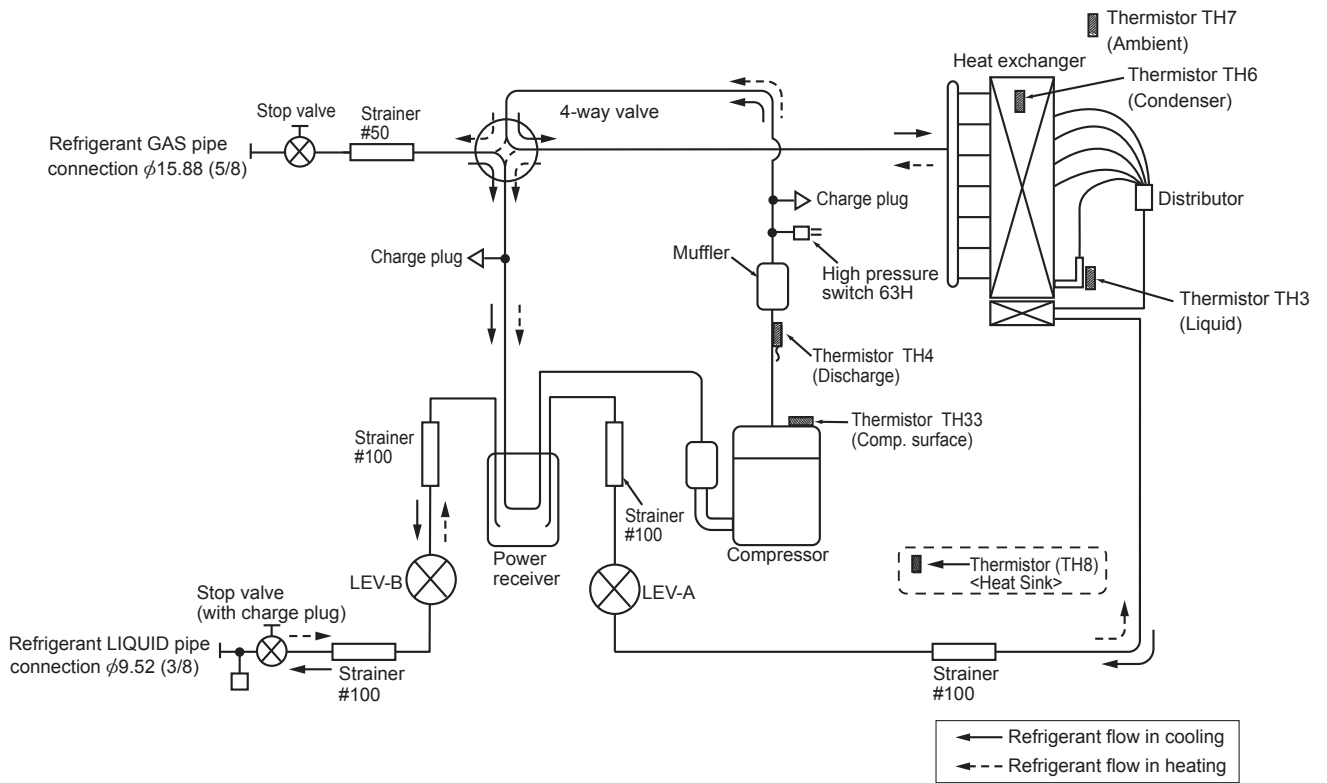 Thermistor TH7
(Ambient)
Heat exchanger
Thermistor TH6
(Condenser)
Stop valve
Strainer
#50
4-way valve
Refrigerant GAS pipe
connection ϕ15.88 (5/8)
Charge plug
Distributor
Charge plug
Muffler
High pressure
switch 63H
Thermistor TH3
(Liquid)
Thermistor TH4
(Discharge)
Thermistor TH33
(Comp. surface)
Strainer
#100
Strainer
#100
Compressor
Power
receiver
LEV-B
LEV-A
Thermistor (TH8)
<Heat Sink>
Stop valve
(with charge plug)
Refrigerant LIQUID pipe
connection ϕ9.52 (3/8)
Strainer
#100
Strainer
#100
Refrigerant flow in cooling
Refrigerant flow in heating